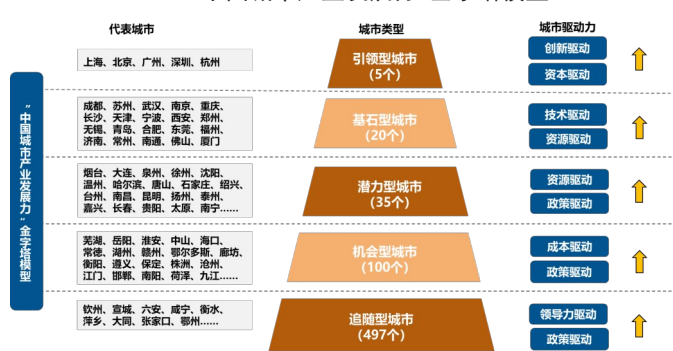 代表城市
城市类型
城市驱动力
“中国城市产业发展力”金字塔模型
上海、北京、广州、深圳、杭州
引领型城市
(5个)
创新驱动
资本驱动
成都、苏州、武汉、南京、重庆、
长沙、天津、宁波、西安、郑州、
无锡、青岛、合肥、东莞、福州、
济南、常州、南通、佛山、厦门
基石型城市
(20个)
技术驱动
资源驱动
烟台、大连、泉州、徐州、沈阳、
温州、哈尔滨、唐山、石家庄、绍兴、
台州、南昌、昆明、扬州、泰州、
嘉兴、长春、贵阳、太原、南宁......
潜力型城市
(35个)
资源驱动
政策驱动
芜湖、岳阳、淮安、中山、海口、
常德、湖州、赣州、鄂尔多斯、廊坊、
衡阳、遵义、保定、株洲、沧州、
江门、邯郸、南阳、菏泽、九江......
机会型城市
(100个)
成本驱动
政策驱动
钦州、宣城、六安、咸宁、衡水、
萍乡、大同、张家口、鄂州......
追随型城市
(497个)
领导力驱动
政策驱动